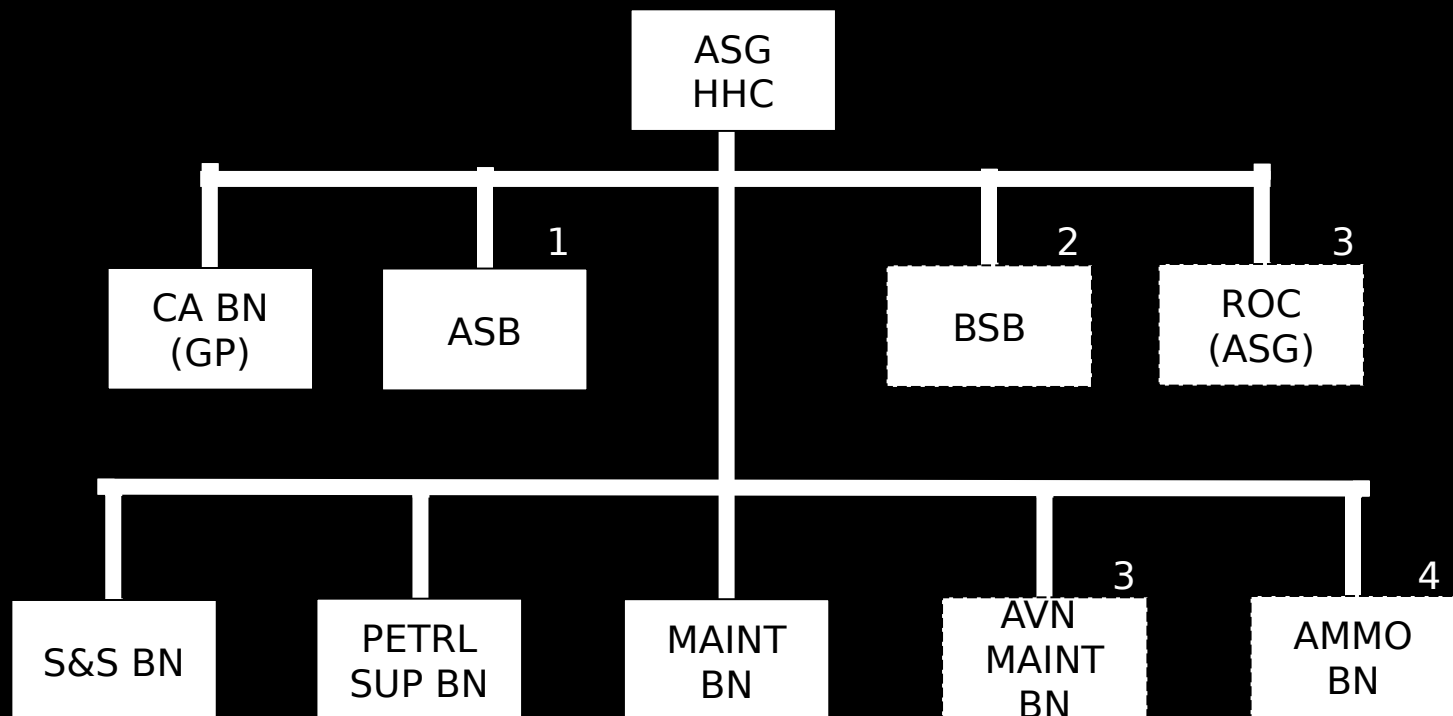 ASG
HHC
1
2
3
CA BN
(GP)
ASB
BSB
ROC
(ASG)
3
4
S&S BN
PETRL
SUP BN
MAINT
BN
AVN
MAINT
BN
AMMO
BN